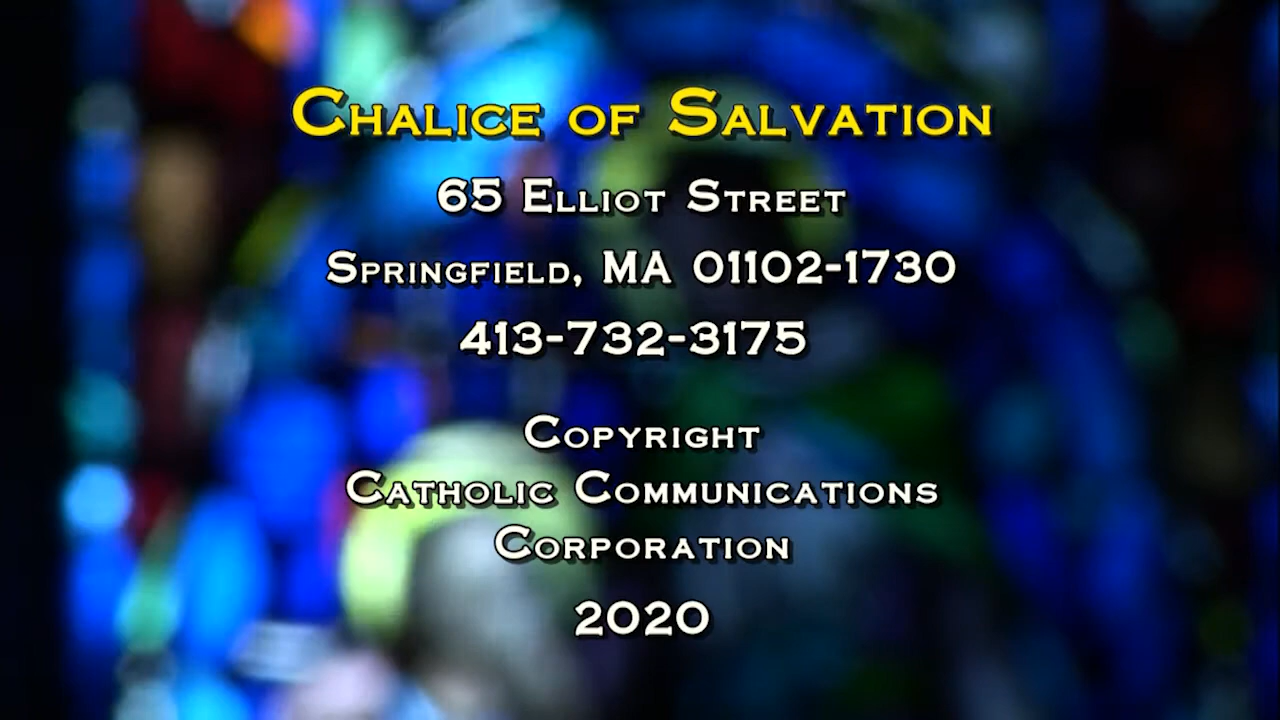 Chalice of Salvation
65 Elliot Street
Springfield, MA 01102-1730
413-732-3175
Copyright
Catholic Communications
Corporation
2020